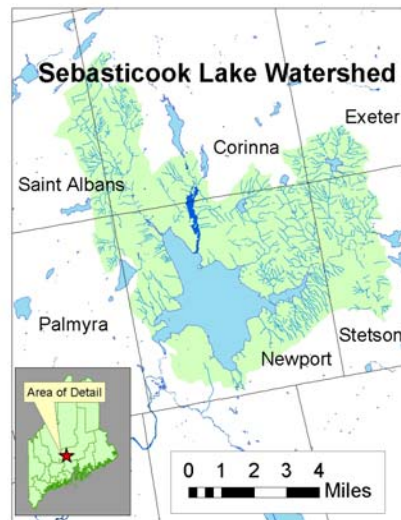 Sebasticook Lake Watershed
Exeter
Corinna
Saint Albans
Palmyra
Stetson
Newport
Area of Detail
0 1 2 3 4
Miles